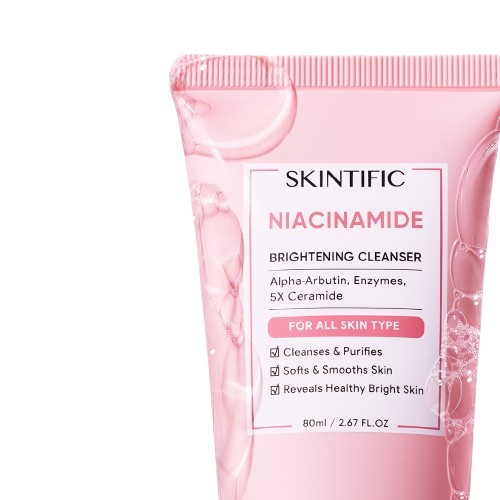 SKINTIFIC
NIACINAMIDE
BRIGHTENING CLEANSER
Alpha-Arbutin, Enzymes,
5X Ceramide
FOR ALL SKIN TYPE
☑ Cleanses & Purifies
☑ Softs & Smooths Skin
☑ Reveals Healthy Bright Skin
80ml / 2.67 FL.OZ